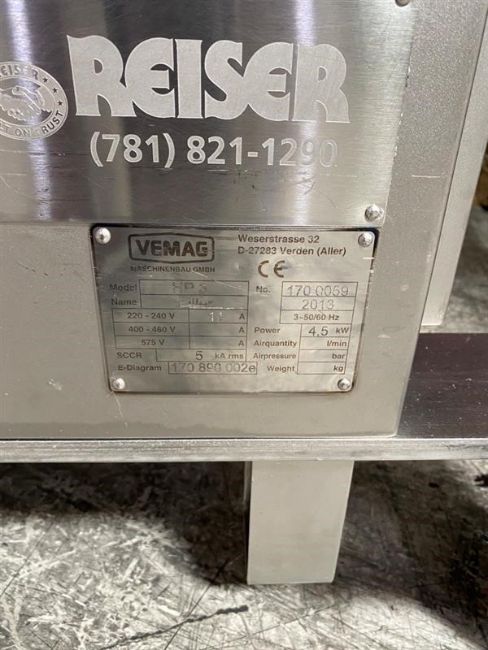 REISER
REISER
(781) 821-1290
VEMAG
MASCHINENBAU GMBH
Weserstrasse 32
D-27283 Verden (Aller)
CE
Model No. 170 0059
Name 2013
220 - 240 V A 3~50/60 Hz
400 - 460 V A Power 4,5 kW
575 V A Airquantity l/min
SCCR 5 kA rms Airpressure bar
E-Diagram 170 890 002e Weight kg